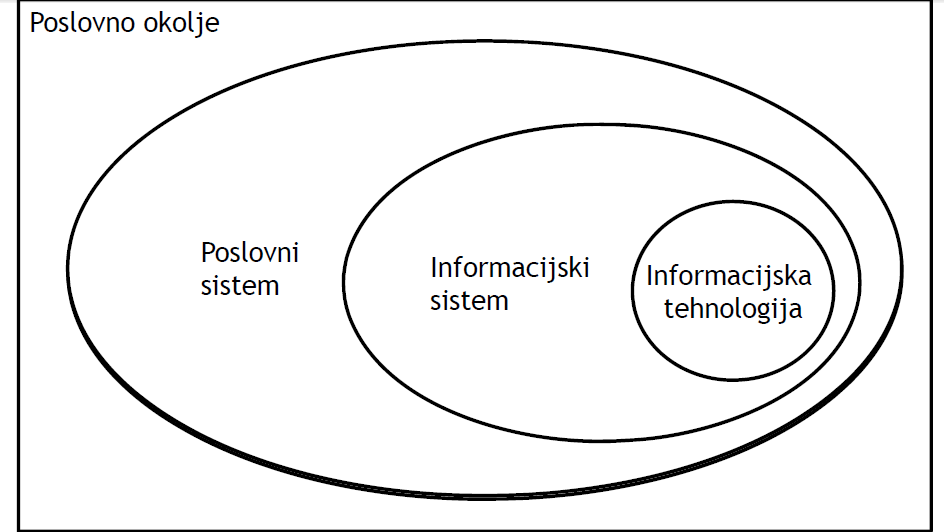 Poslovno okolje
Poslovni
sistem
Informacijski
sistem
Informacijska
tehnologija